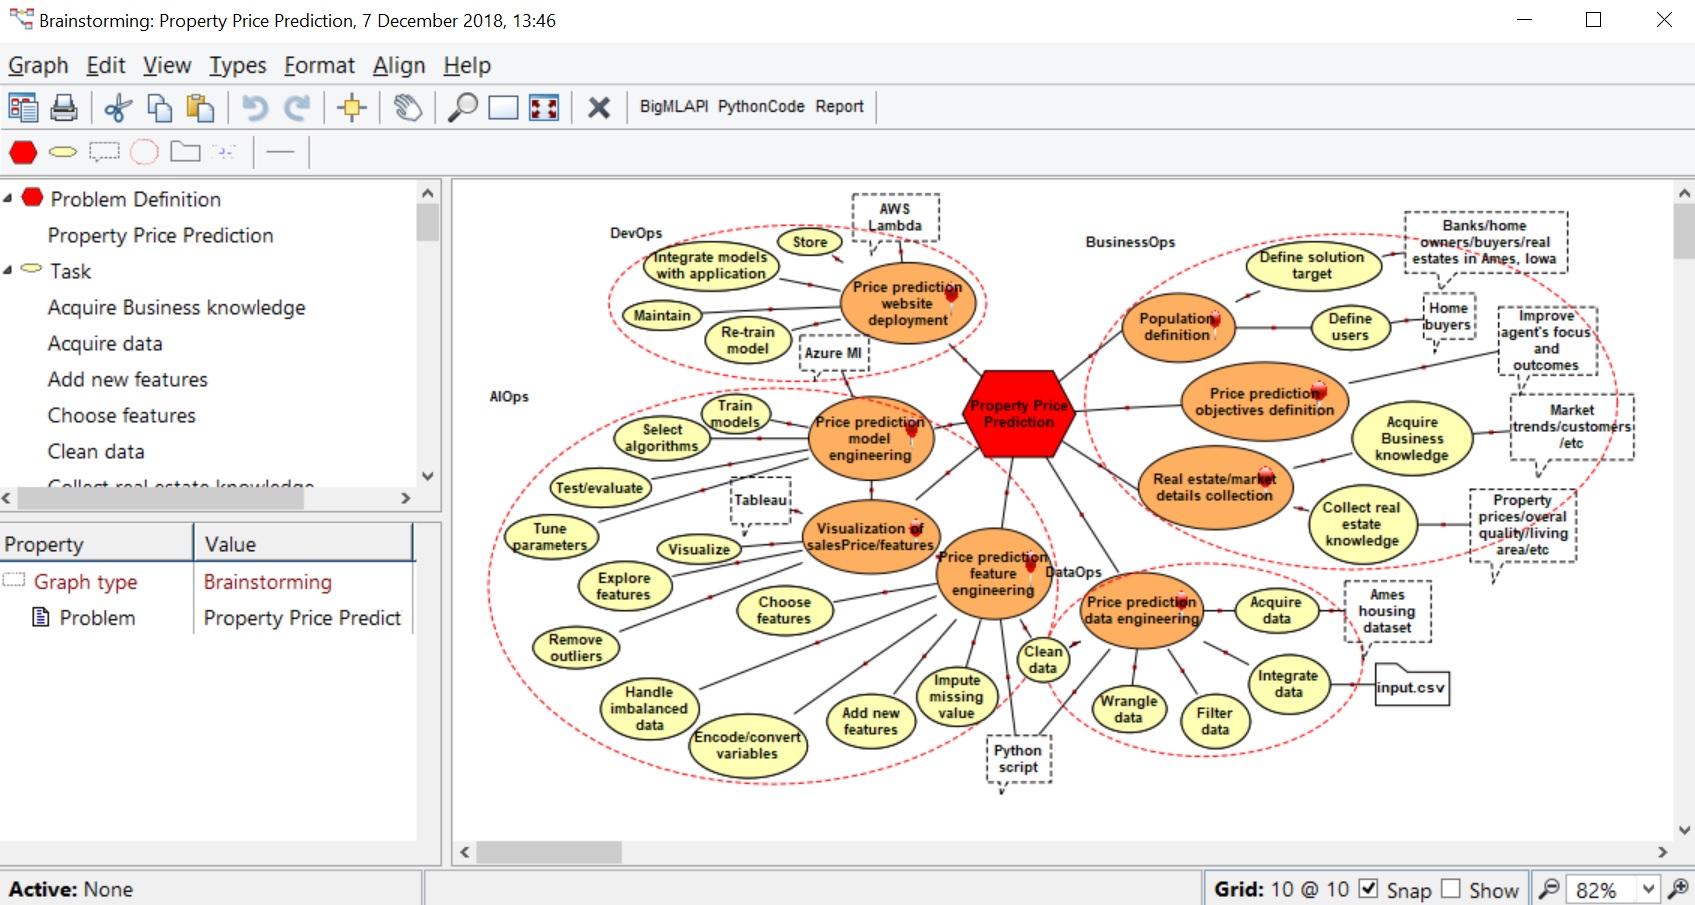 Brainstorming: Property Price Prediction, 7 December 2018, 13:46
Graph Edit View Types Format Align Help
BigMLAPI PythonCode Report
Problem Definition
Property Price Prediction
Task
Acquire Business knowledge
Acquire data
Add new features
Choose features
Clean data
Collect real estate knowledge
Property Value
Graph type Brainstorming
Problem Property Price Predict
DevOps
Store
AWS
Lambda
Integrate models
with application
Price prediction
website
deployment
Maintain
Re-train
model
Azure Ml
BusinessOps
Define solution
target
Banks/home
owners/buyers/real
estates in Ames, Iowa
Population
definition
Define
users
Home
buyers
Improve
agent's focus
and
outcomes
Price prediction
objectives definition
Property Price
Prediction
Acquire
Business
knowledge
Market
trends/customers
/etc
Real estate/market
details collection
Collect real
estate
knowledge
Property
prices/overal
quality/living
area/etc
AIOps
Train
models
Select
algorithms
Price prediction
model
engineering
Test/evaluate
Tune
parameters
Tableau
Visualization of
salesPrice/features
Visualize
Explore
features
Remove
outliers
Price prediction
feature
engineering
Choose
features
Handle
imbalanced
data
Encode/convert
variables
Add new
features
Impute
missing
value
Clean
data
Python
script
DataOps
Price prediction
data engineering
Acquire
data
Ames
housing
dataset
Integrate
data
input.csv
Wrangle
data
Filter
data
Active: None
Grid: 10 @ 10 Snap Show 82%